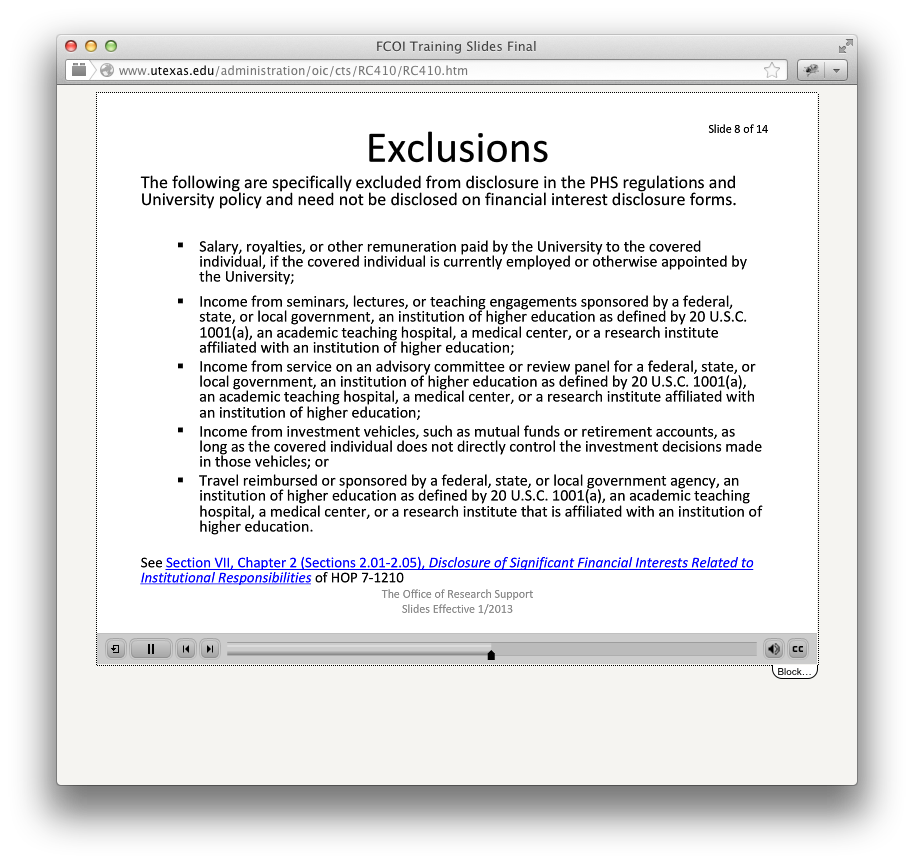 FCOI Training Slides Final
www.utexas.edu/administration/oic/cts/RC410/RC410.htm
Slide 8 of 14
Exclusions
The following are specifically excluded from disclosure in the PHS regulations and
University policy and need not be disclosed on financial interest disclosure forms.
▪ Salary, royalties, or other remuneration paid by the University to the covered
individual, if the covered individual is currently employed or otherwise appointed by
the University;
▪ Income from seminars, lectures, or teaching engagements sponsored by a federal,
state, or local government, an institution of higher education as defined by 20 U.S.C.
1001(a), an academic teaching hospital, a medical center, or a research institute
affiliated with an institution of higher education;
▪ Income from service on an advisory committee or review panel for a federal, state, or
local government, an institution of higher education as defined by 20 U.S.C. 1001(a),
an academic teaching hospital, a medical center, or a research institute affiliated with
an institution of higher education;
▪ Income from investment vehicles, such as mutual funds or retirement accounts, as
long as the covered individual does not directly control the investment decisions made
in those vehicles; or
▪ Travel reimbursed or sponsored by a federal, state, or local government agency, an
institution of higher education as defined by 20 U.S.C. 1001(a), an academic teaching
hospital, a medical center, or a research institute that is affiliated with an institution of
higher education.
See Section VII, Chapter 2 (Sections 2.01-2.05), Disclosure of Significant Financial Interests Related to
Institutional Responsibilities of HOP 7-1210
The Office of Research Support
Slides Effective 1/2013
CC
Block...